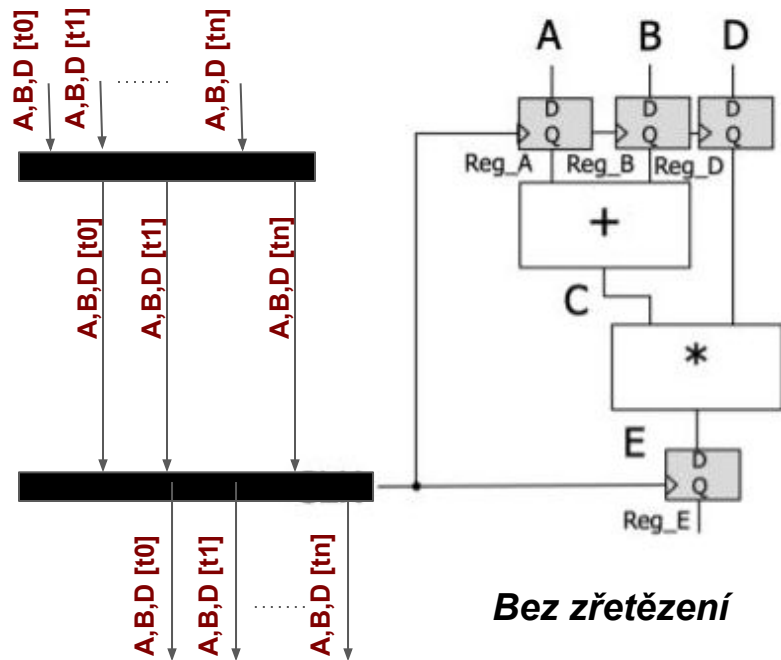 A,B,D [t0]
A,B,D [t1]
........
A,B,D [tn]
A,B,D [t0]
A,B,D [t1]
A,B,D [tn]
A,B,D [t0]
A,B,D [t1]
........
A,B,D [tn]
A B D
D D D
Q Q Q
Reg_A Reg_B Reg_D
+
C
*
E
D
Q
Reg_E
Bez zřetězení